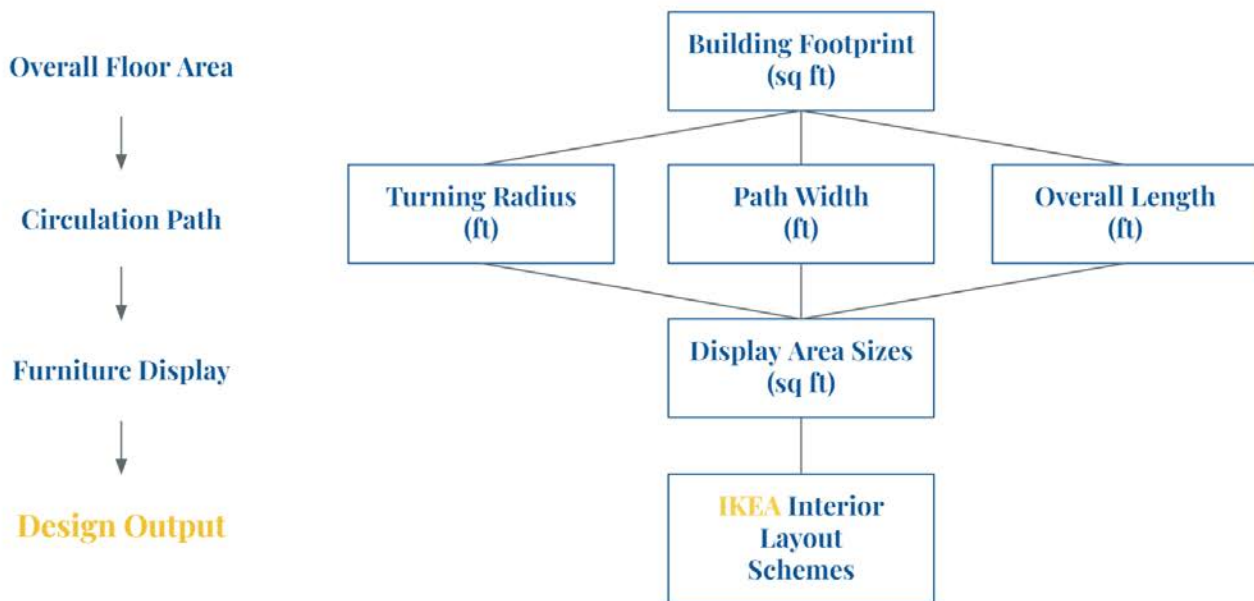 Overall Floor Area
Building Footprint
(sq ft)
Circulation Path
Turning Radius
(ft)
Path Width
(ft)
Overall Length
(ft)
Furniture Display
Display Area Sizes
(sq ft)
Design Output
IKEA Interior
Layout
Schemes